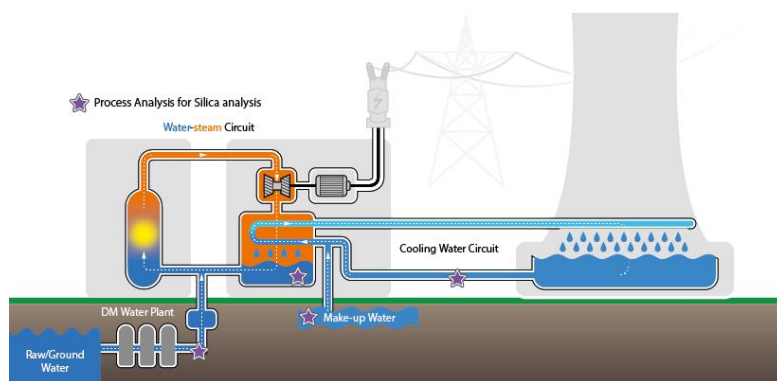 Process Analysis for Silica analysis
Water-steam Circuit
Cooling Water Circuit
DM Water Plant
Make-up Water
Raw/Ground
Water